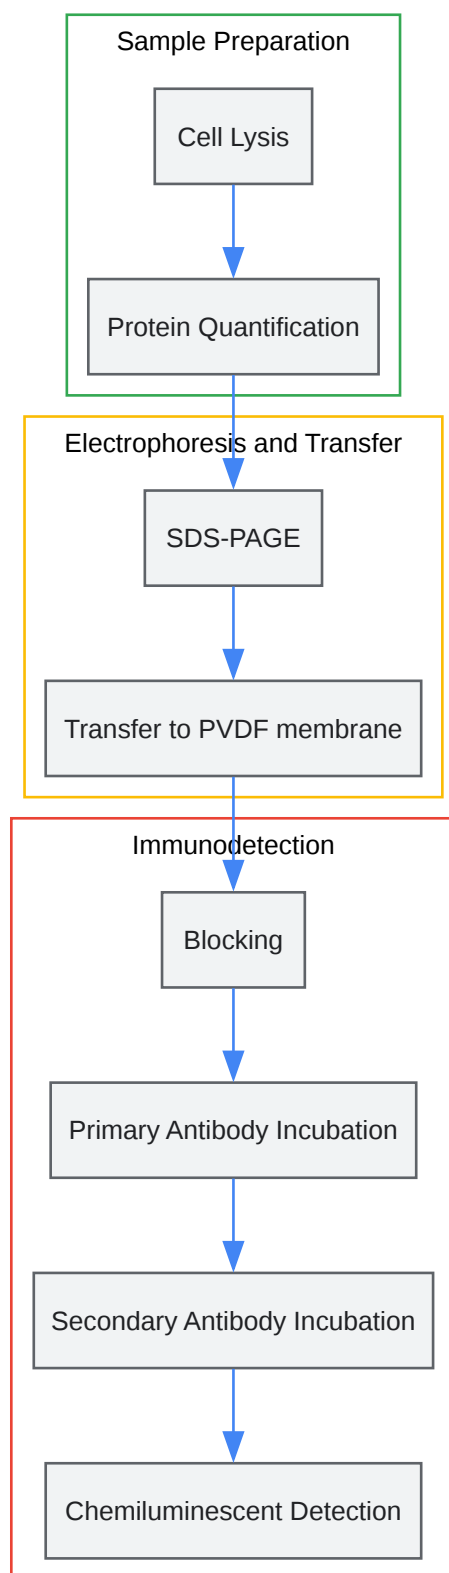 Sample Preparation
Cell Lysis
Protein Quantification
Electrophoresis and Transfer
SDS-PAGE
Transfer to PVDF membrane
Immunodetection
Blocking
Primary Antibody Incubation
Secondary Antibody Incubation
Chemiluminescent Detection